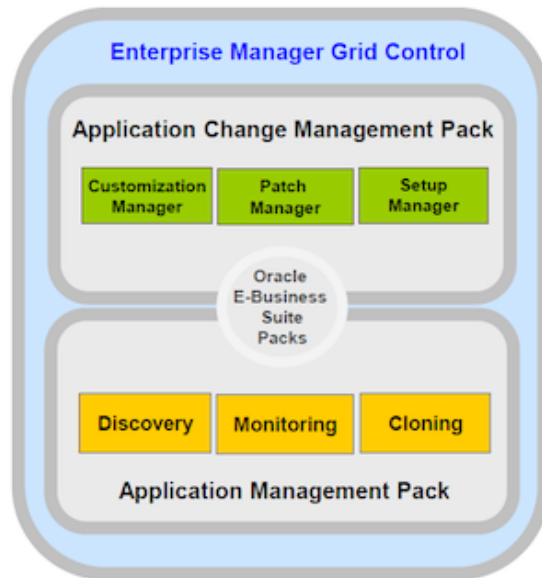 Enterprise Manager Grid Control
Application Change Management Pack
Customization
Manager
Patch
Manager
Setup
Manager
Oracle
E-Business
Suite
Packs
Discovery
Monitoring
Cloning
Application Management Pack